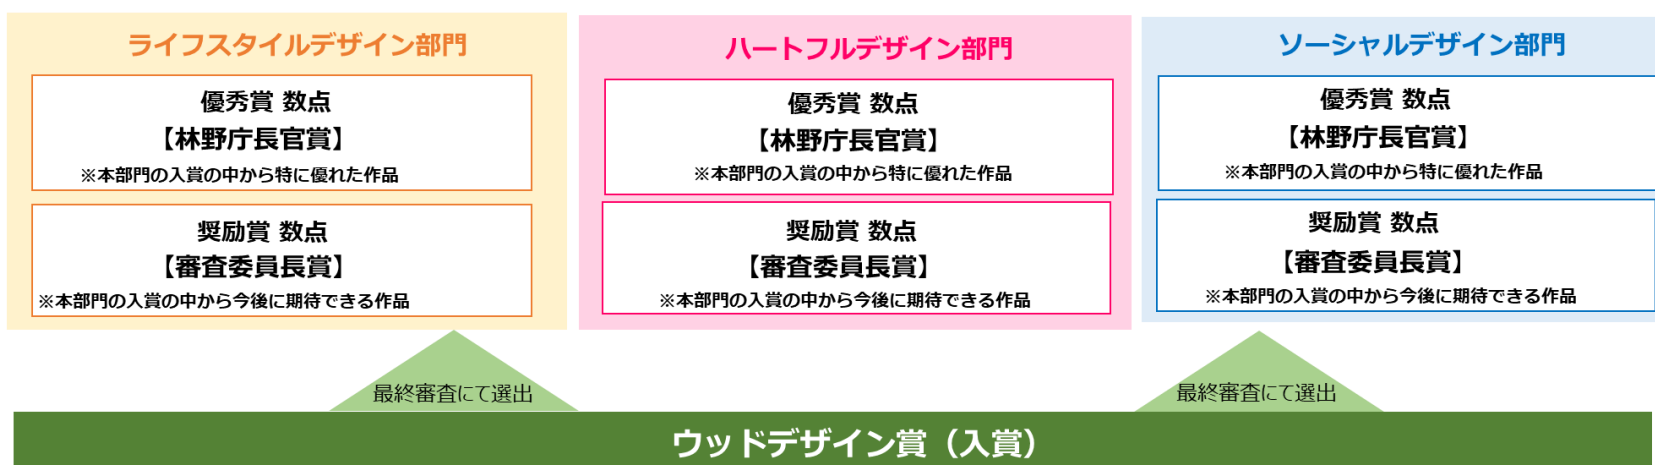 ライフスタイルデザイン部門
優秀賞 数点
【林野庁長官賞】
※本部門の入賞の中から特に優れた作品
奨励賞 数点
【審査委員長賞】
※本部門の入賞の中から今後に期待できる作品
ハートフルデザイン部門
優秀賞 数点
【林野庁長官賞】
※本部門の入賞の中から特に優れた作品
奨励賞 数点
【審査委員長賞】
※本部門の入賞の中から今後に期待できる作品
ソーシャルデザイン部門
優秀賞 数点
【林野庁長官賞】
※本部門の入賞の中から特に優れた作品
奨励賞 数点
【審査委員長賞】
※本部門の入賞の中から今後に期待できる作品
最終審査にて選出
最終審査にて選出
ウッドデザイン賞（入賞）